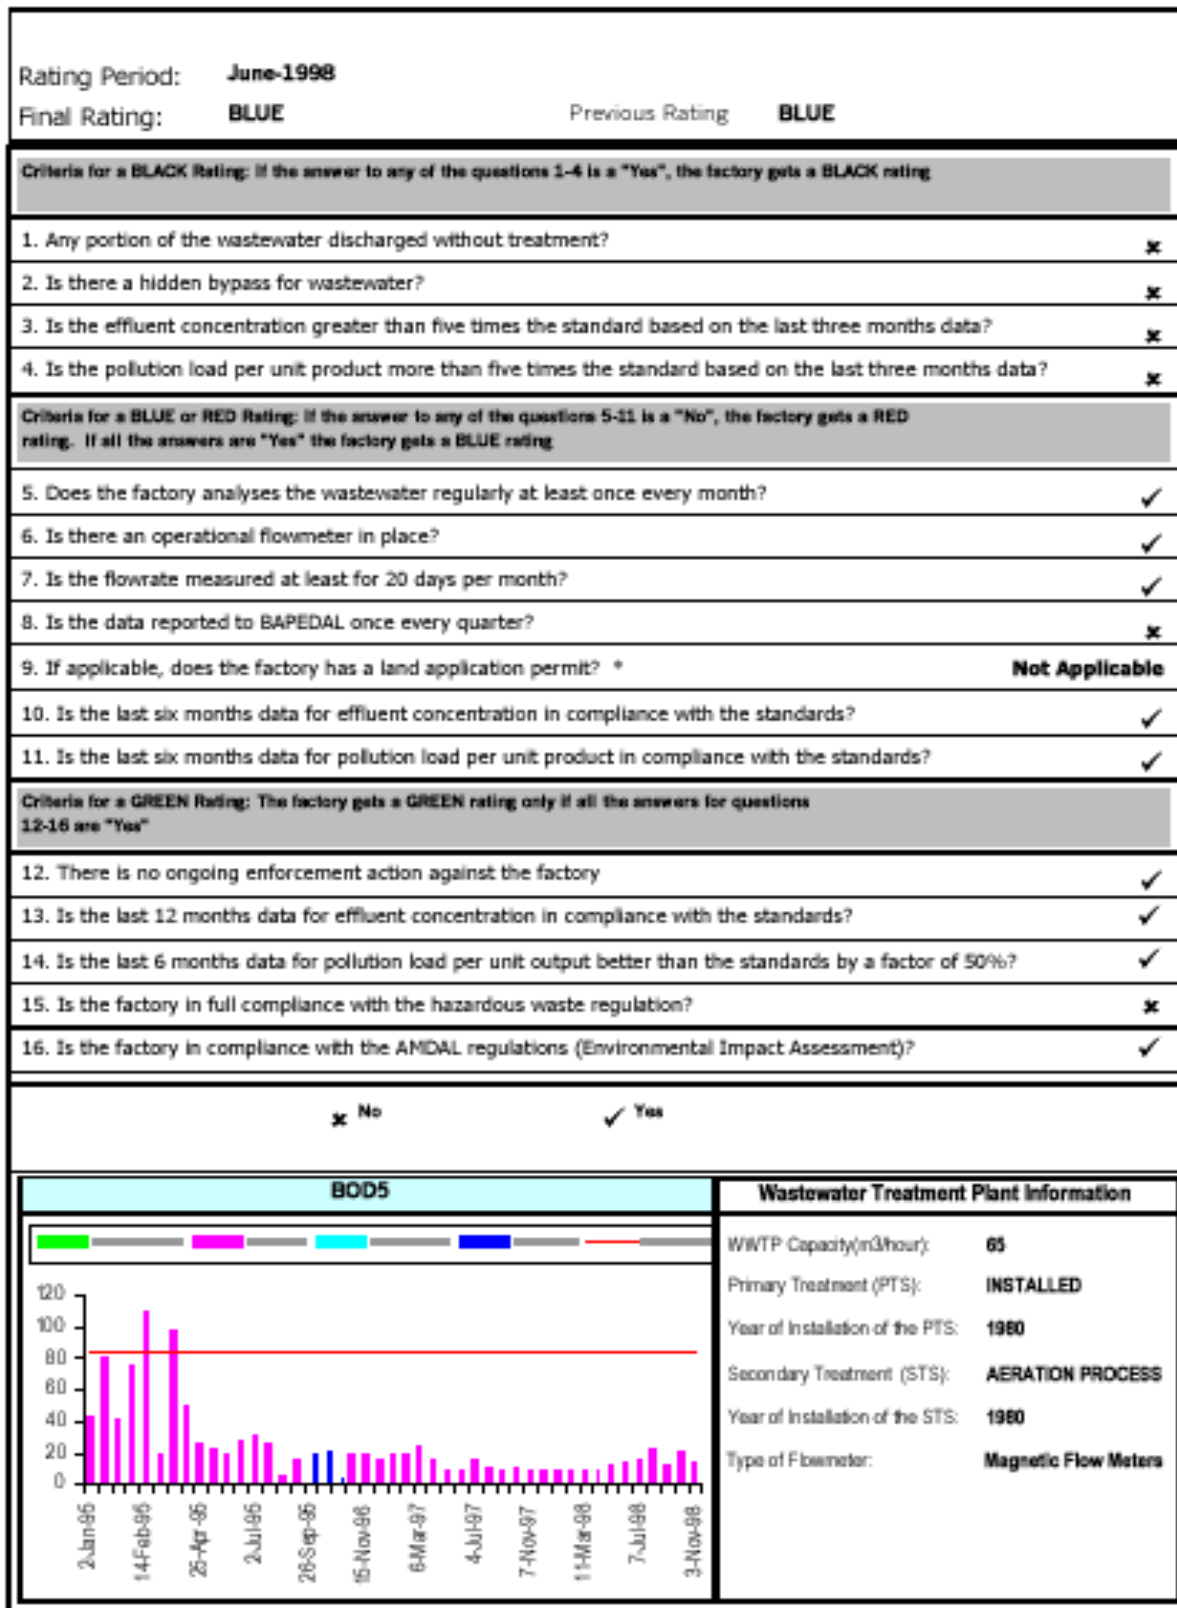 Rating Period: June-1998
Final Rating: BLUE Previous Rating BLUE
Criteria for a BLACK Rating: If the answer to any of the questions 1-4 is a "Yes", the factory gets a BLACK rating
1. Any portion of the wastewater discharged without treatment? ✖
2. Is there a hidden bypass for wastewater? ✖
3. Is the effluent concentration greater than five times the standard based on the last three months data? ✖
4. Is the pollution load per unit product more than five times the standard based on the last three months data? ✖
Criteria for a BLUE or RED Rating: If the answer to any of the questions 5-11 is a "No", the factory gets a RED
rating. If all the answers are "Yes" the factory gets a BLUE rating
5. Does the factory analyses the wastewater regularly at least once every month? ✓
6. Is there an operational flowmeter in place? ✓
7. Is the flowrate measured at least for 20 days per month? ✓
8. Is the data reported to BAPEDAL once every quarter? ✖
9. If applicable, does the factory has a land application permit? * Not Applicable
10. Is the last six months data for effluent concentration in compliance with the standards? ✓
11. Is the last six months data for pollution load per unit product in compliance with the standards? ✓
Criteria for a GREEN Rating: The factory gets a GREEN rating only if all the answers for questions
12-16 are "Yes"
12. There is no ongoing enforcement action against the factory ✓
13. Is the last 12 months data for effluent concentration in compliance with the standards? ✓
14. Is the last 6 months data for pollution load per unit output better than the standards by a factor of 50%? ✓
15. Is the factory in full compliance with the hazardous waste regulation? ✖
16. Is the factory in compliance with the AMDAL regulations (Environmental Impact Assessment)? ✓
✖ No ✓ Yes
BOD5
120
100
80
60
40
20
0
2-Jan-95
14-Feb-95
25-Apr-95
2-Jul-95
26-Sep-95
15-Nov-96
6-Mar-97
4-Jul-97
7-Nov-97
11-Mar-98
7-Jul-98
3-Nov-98
Wastewater Treatment Plant Information
WWTP Capacity(m3/hour): 65
Primary Treatment (PTS): INSTALLED
Year of Installation of the PTS: 1980
Secondary Treatment (STS): AERATION PROCESS
Year of Installation of the STS: 1980
Type of Flowmeter: Magnetic Flow Meters